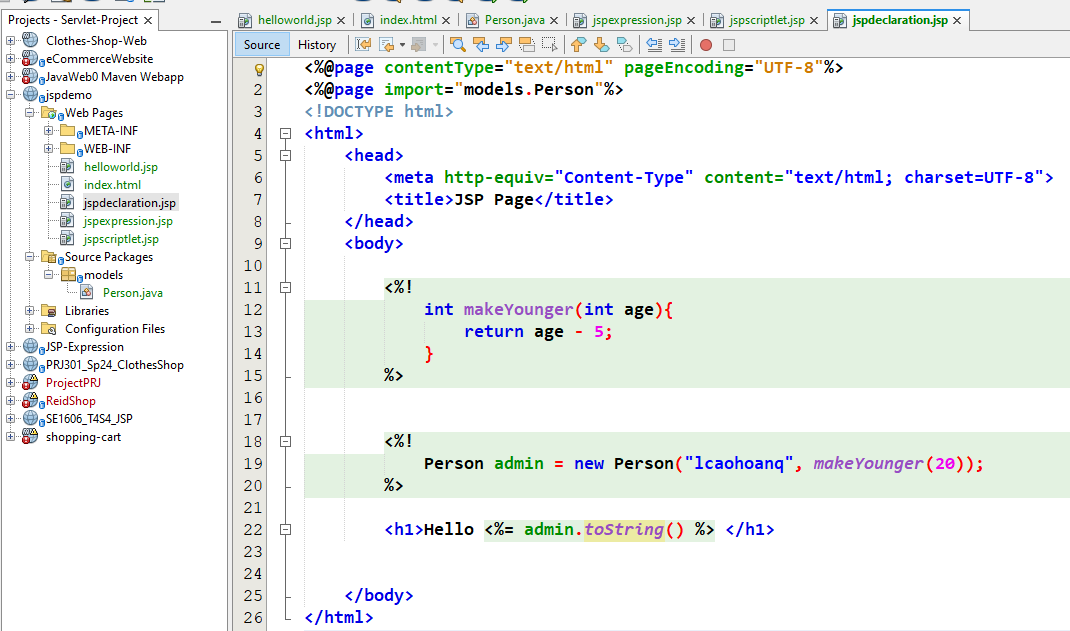 Projects - Servlet-Project ×
Clothes-Shop-Web
eCommerceWebsite
JavaWeb0 Maven Webapp
jspdemo
Web Pages
META-INF
WEB-INF
helloworld.jsp
index.html
jspdeclaration.jsp
jspexpression.jsp
jspscriptlet.jsp
Source Packages
models
Person.java
Libraries
Configuration Files
JSP-Expression
PRJ301_Sp24_ClothesShop
ProjectPRJ
ReidShop
SE1606_T4S4_JSP
shopping-cart
helloworld.jsp × index.html × Person.java × jspexpression.jsp × jspscriptlet.jsp × jspdeclaration.jsp ×
Source History
<%@page contentType="text/html" pageEncoding="UTF-8"%>
2 <%@page import="models.Person"%>
3 <!DOCTYPE html>
4 <html>
5 <head>
6 <meta http-equiv="Content-Type" content="text/html; charset=UTF-8">
7 <title>JSP Page</title>
8 </head>
9 <body>
10
11 <%!
12 int makeYounger(int age){
13 return age - 5;
14 }
15 %>
16
17
18 <%!
19 Person admin = new Person("lcaohoanq", makeYounger(20));
20 %>
21
22 <h1>Hello <%= admin.toString() %> </h1>
23
24
25 </body>
26 </html>